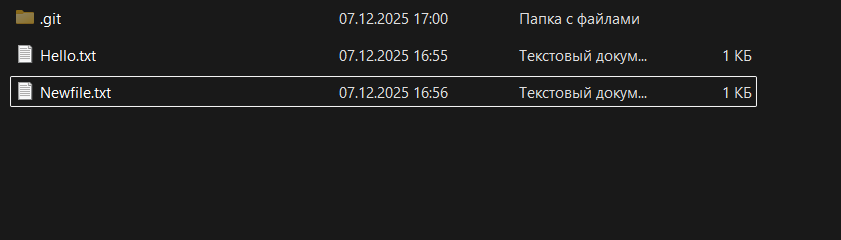 .git 07.12.2025 17:00 Папка с файлами
Hello.txt 07.12.2025 16:55 Текстовый докум... 1 КБ
Newfile.txt 07.12.2025 16:56 Текстовый докум... 1 КБ